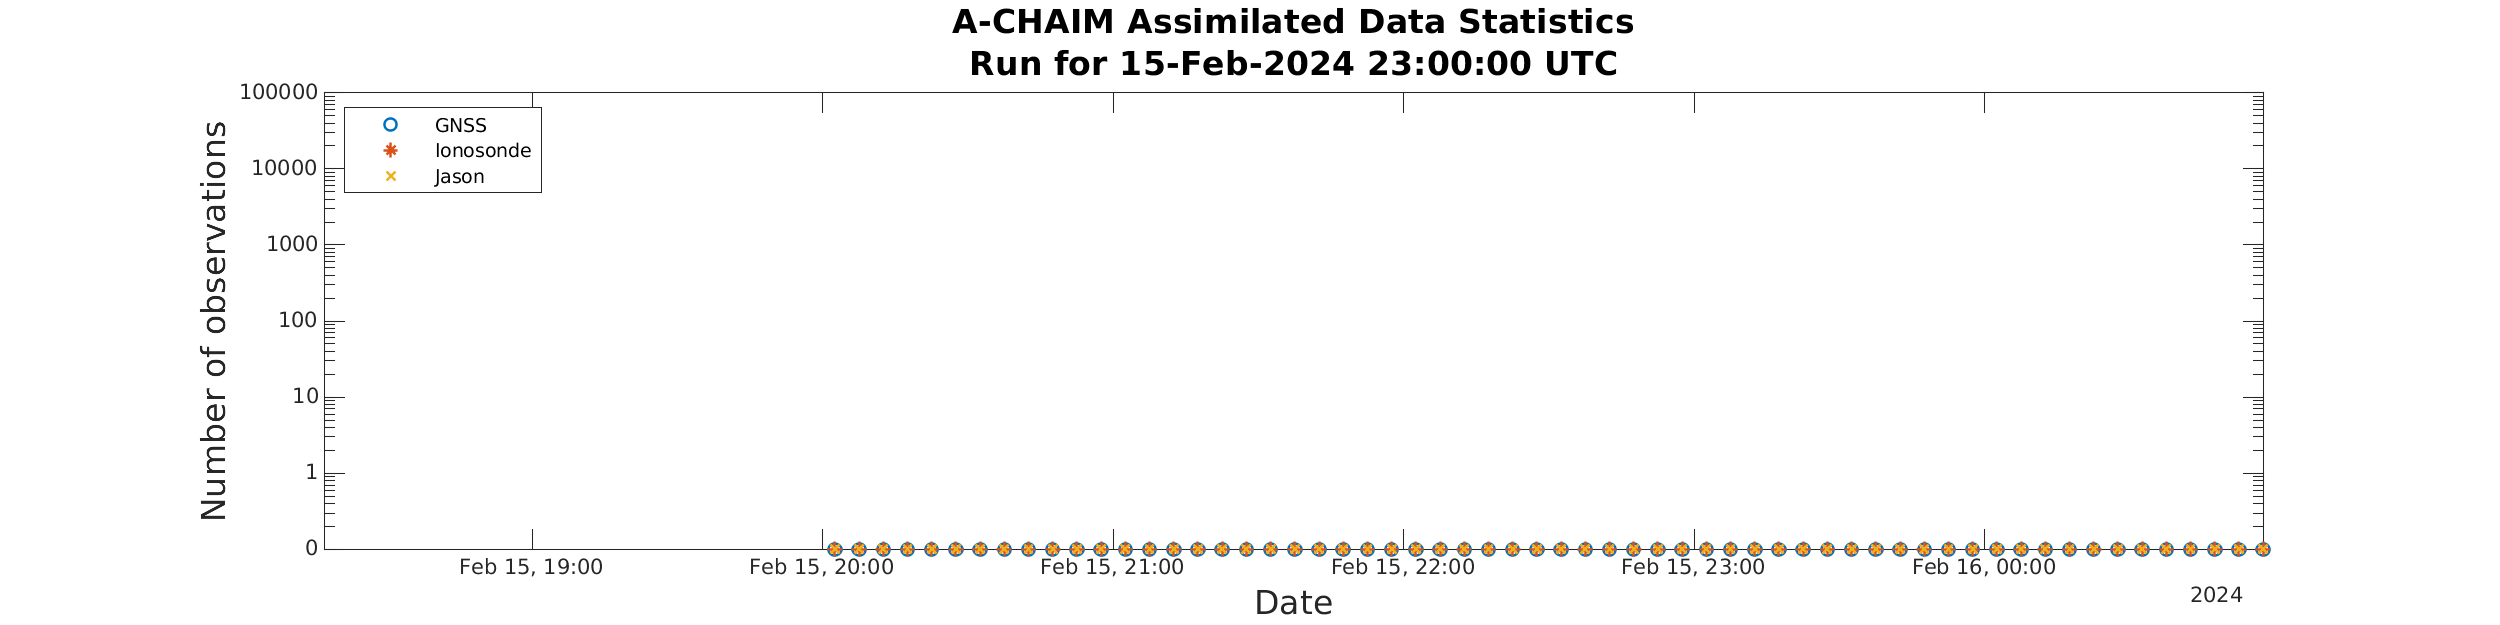 A-CHAIM Assimilated Data Statistics
Run for 15-Feb-2024 23:00:00 UTC
100000
10000
1000
100
10
1
0
Number of observations
GNSS
Ionosonde
Jason
Feb 15, 19:00
Feb 15, 20:00
Feb 15, 21:00
Feb 15, 22:00
Feb 15, 23:00
Feb 16, 00:00
2024
Date